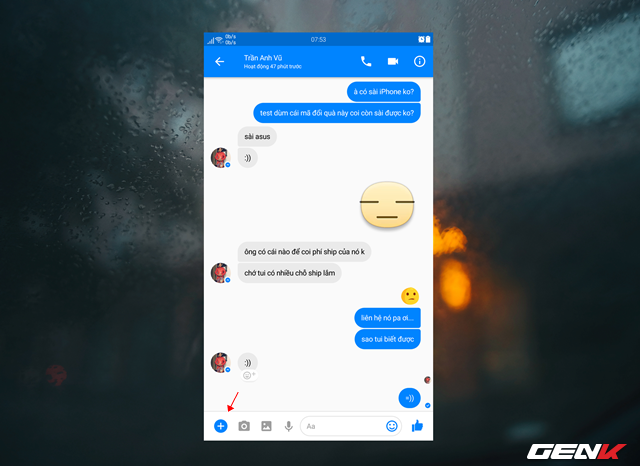 0b/s
0b/s
07:53
Trần Anh Vũ
Hoạt động 47 phút trước
à có sài iPhone ko?
test dùm cái mã đổi quà này coi còn sài được ko?
sài asus
:))
ông có cái nào để coi phí ship của nó k
chớ tui có nhiều chỗ ship lắm
liên hệ nó pa ơi...
sao tui biết được
:))
=))
Aa
GENK